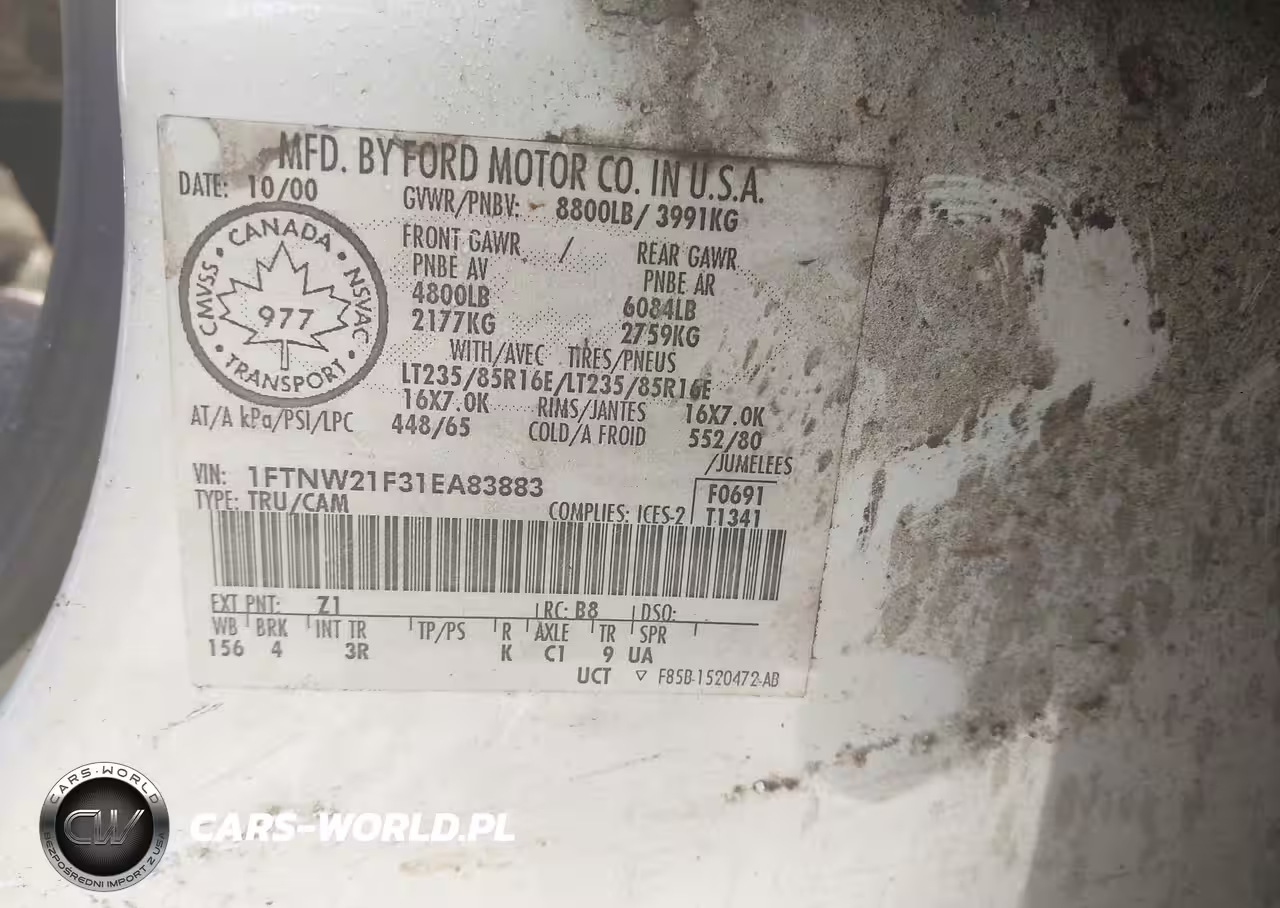 MFD. BY FORD MOTOR CO. IN U.S.A.
DATE: 10/00
GVWR/PNBV: 8800LB/ 3991KG
CANADA
CMVSS
NSVAC
977
TRANSPORT
FRONT GAWR / REAR GAWR
PNBE AV PNBE AR
4800LB 6084LB
2177KG 2759KG
WITH/AVEC TIRES/PNEUS
LT235/85R16E/LT235/85R16E
16X7.0K RIMS/JANTES 16X7.0K
AT/A kPa/PSI/LPC 448/65 COLD/A FROID 552/80
/JUMELEES
VIN: 1FTNW21F31EA83883 F0691
TYPE: TRU/CAM COMPLIES: ICES-2 T1341
EXT PNT: Z1 RC: B8 DSO:
WB BRK INT TR TP/PS R AXLE TR SPR
156 4 3R K C1 9 UA
UCT ▽ F85B-1520472-AB
CARS-WORLD
CW
BEZPOŚREDNI IMPORT Z USA
CARS-WORLD.PL